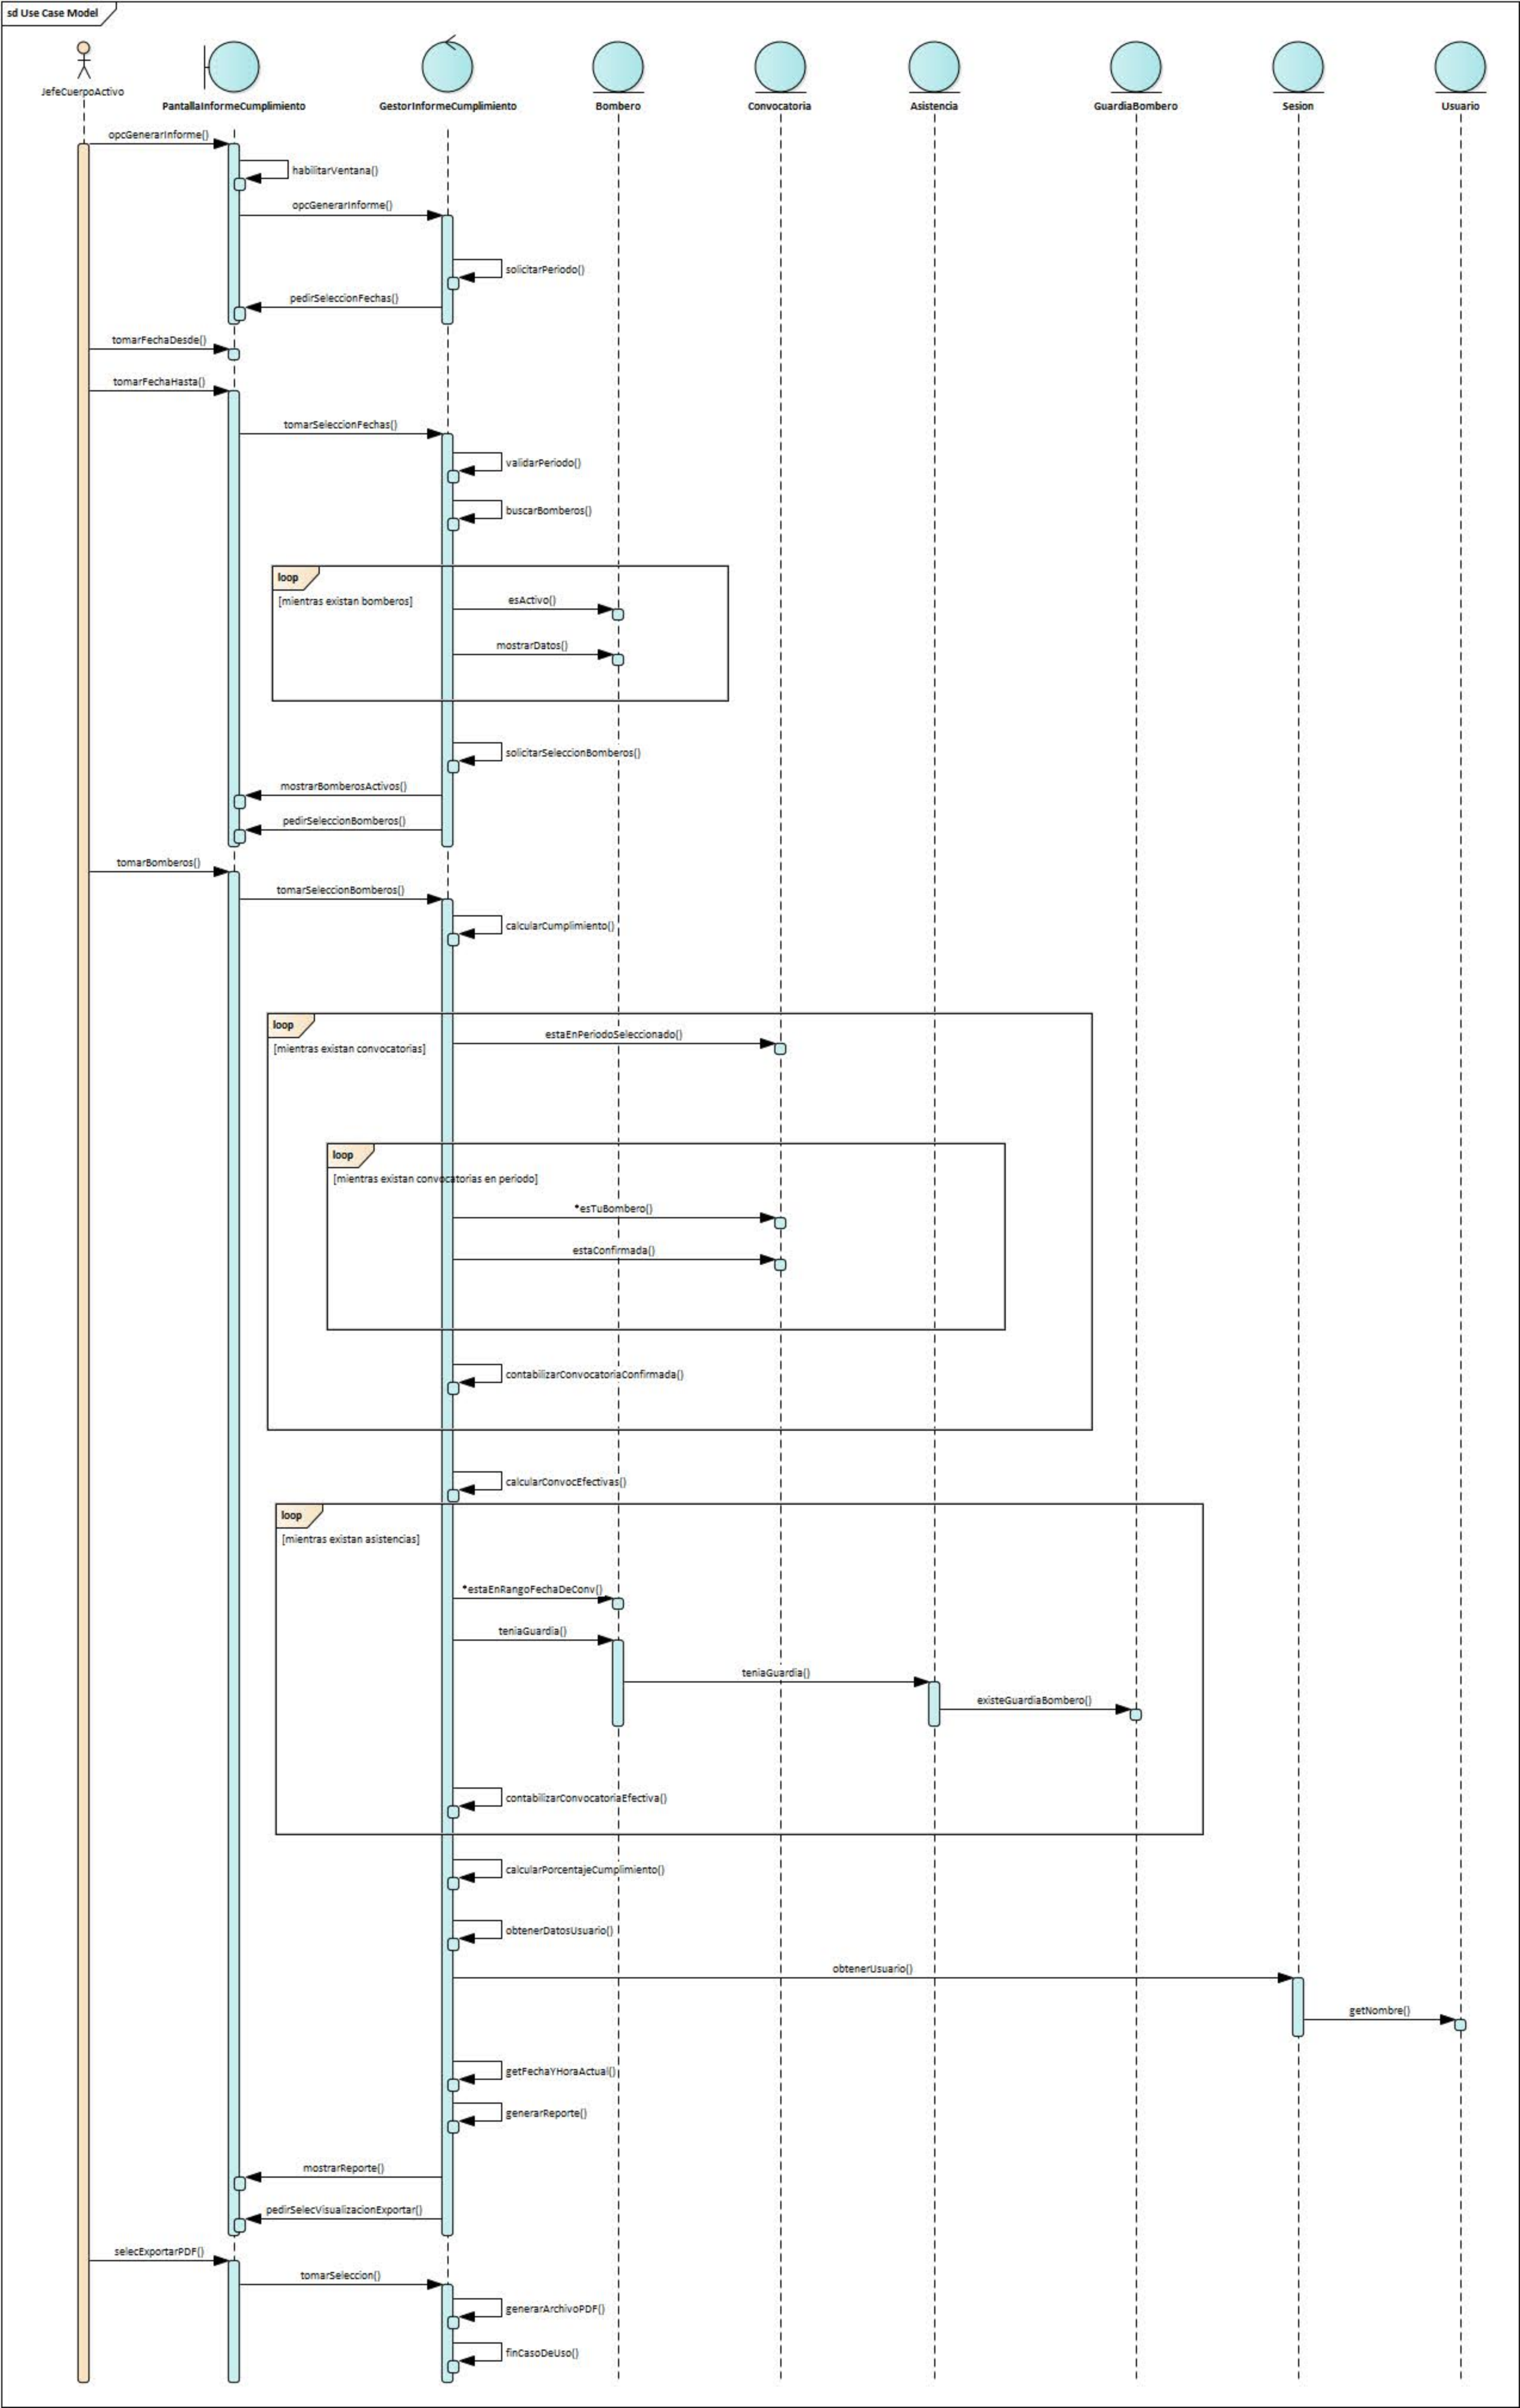 sd Use Case Model
JefeCuerpoActivo
PantallaInformeCumplimiento
GestorInformeCumplimiento
Bombero
Convocatoria
Asistencia
GuardiaBombero
Sesion
Usuario
opcGenerarInforme()
habilitarVentana()
opcGenerarInforme()
solicitarPeriodo()
pedirSeleccionFechas()
tomarFechaDesde()
tomarFechaHasta()
tomarSeleccionFechas()
validarPeriodo()
buscarBomberos()
loop
[mientras existan bomberos]
esActivo()
mostrarDatos()
solicitarSeleccionBomberos()
mostrarBomberosActivos()
pedirSeleccionBomberos()
tomarBomberos()
tomarSeleccionBomberos()
calcularCumplimiento()
loop
estaEnPeriodoSeleccionado()
[mientras existan convocatorias]
loop
[mientras existan convocatorias en periodo]
*esTuBombero()
estaConfirmada()
contabilizarConvocatoriaConfirmada()
calcularConvocEfectivas()
loop
[mientras existan asistencias]
*estaEnRangoFechaDeConv()
teniaGuardia()
teniaGuardia()
existeGuardiaBombero()
contabilizarConvocatoriaEfectiva()
calcularPorcentajeCumplimiento()
obtenerDatosUsuario()
obtenerUsuario()
getNombre()
getFechaYHoraActual()
generarReporte()
mostrarReporte()
pedirSelecVisualizacionExportar()
selecExportarPDF()
tomarSeleccion()
generarArchivoPDF()
finCasoDeUso()